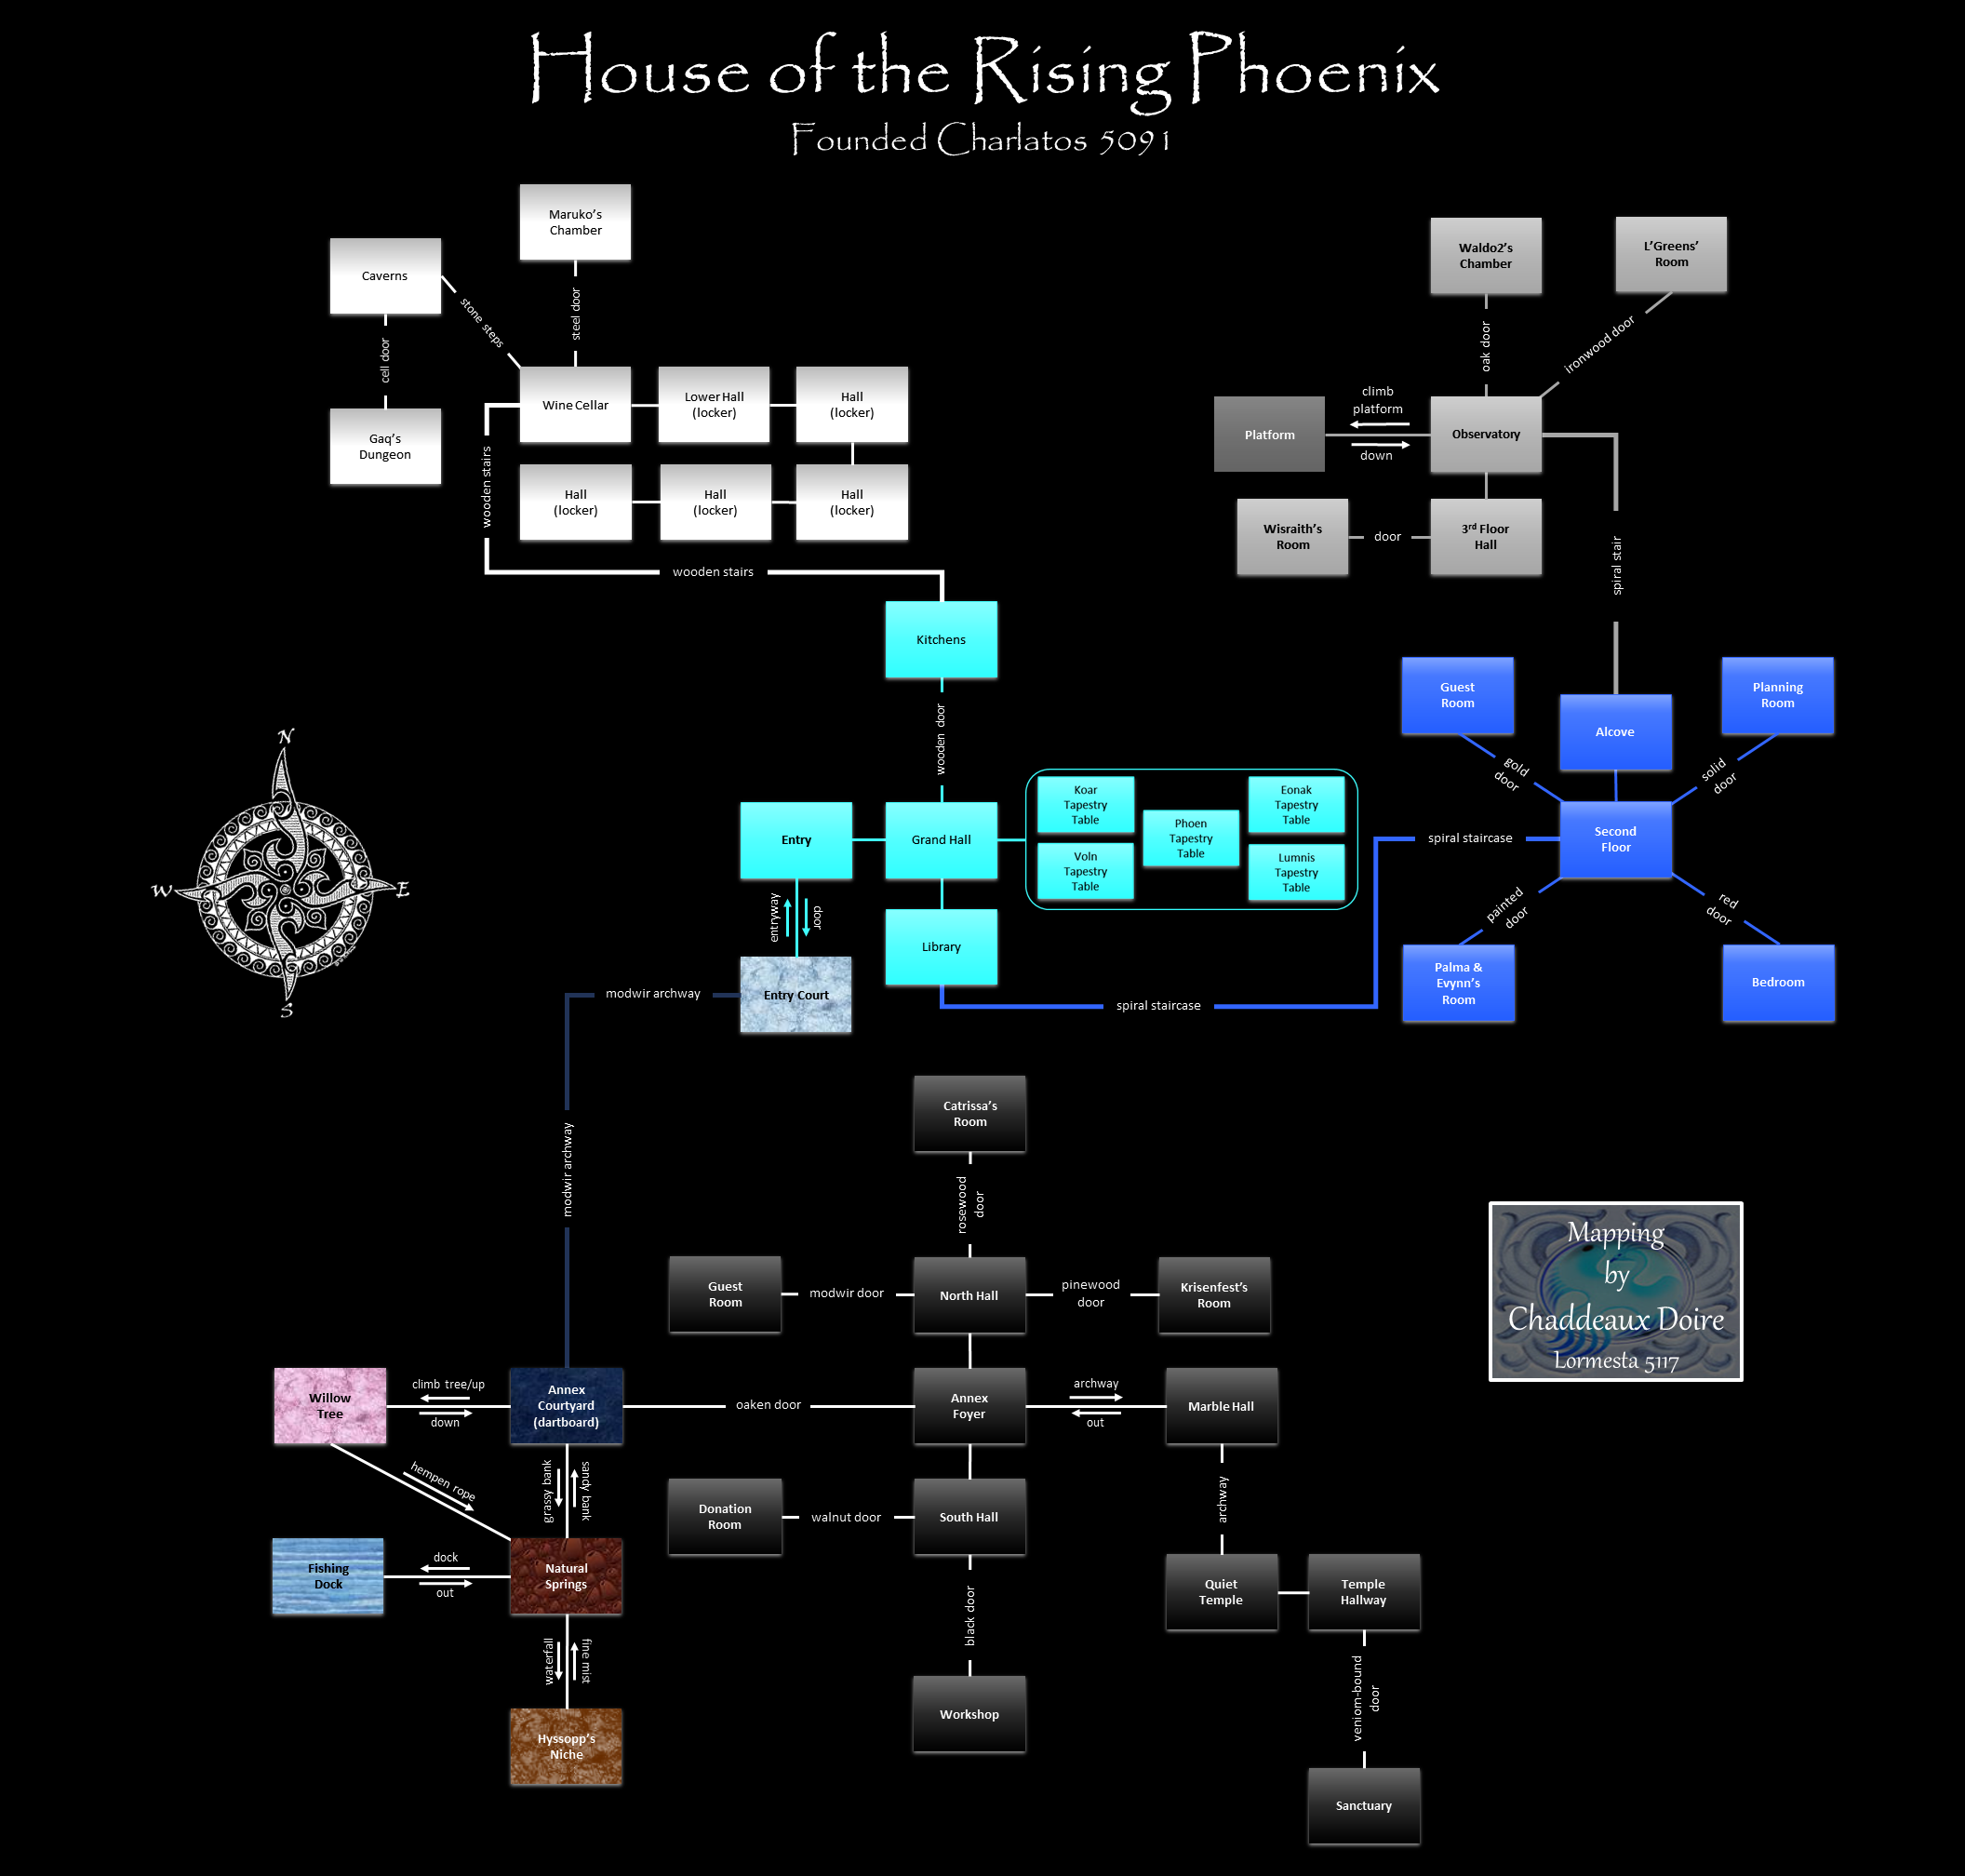 House of the Rising Phoenix
Founded Charlatos 5091
Maruko's
Chamber
Caverns
stone steps
steel door
cell door
Gaq's
Dungeon
Wine Cellar
Lower Hall
(locker)
Hall
(locker)
Hall
(locker)
Hall
(locker)
Hall
(locker)
wooden stairs
wooden stairs
Waldo2's
Chamber
L'Greens'
Room
oak door
ironwood door
climb
platform
down
Platform
Observatory
Wisraith's
Room
door
3rd Floor
Hall
spiral stair
Kitchens
wooden door
Entry
Grand Hall
Koar
Tapestry
Table
Phoen
Tapestry
Table
Eonak
Tapestry
Table
Voln
Tapestry
Table
Lumnis
Tapestry
Table
entryway
door
Library
Entry Court
modwir archway
modwir archway
spiral staircase
spiral staircase
Guest
Room
Alcove
Planning
Room
gold
door
solid
door
Second
Floor
painted
door
red
door
Palma &
Evynn's
Room
Bedroom
N
W
E
S
Catrissa's
Room
rosewood
door
Guest
Room
modwir door
North Hall
pinewood
door
Krisenfest's
Room
Mapping
by
Chaddeaux Doire
Lormesta 5117
Willow
Tree
climb tree/up
down
Annex
Courtyard
(dartboard)
oaken door
Annex
Foyer
archway
out
Marble Hall
hempen rope
grassy bank
sandy bank
Donation
Room
walnut door
South Hall
archway
Fishing
Dock
dock
out
Natural
Springs
black door
Quiet
Temple
Temple
Hallway
waterfall
fine mist
Hyssopp's
Niche
Workshop
veniom-bound
door
Sanctuary